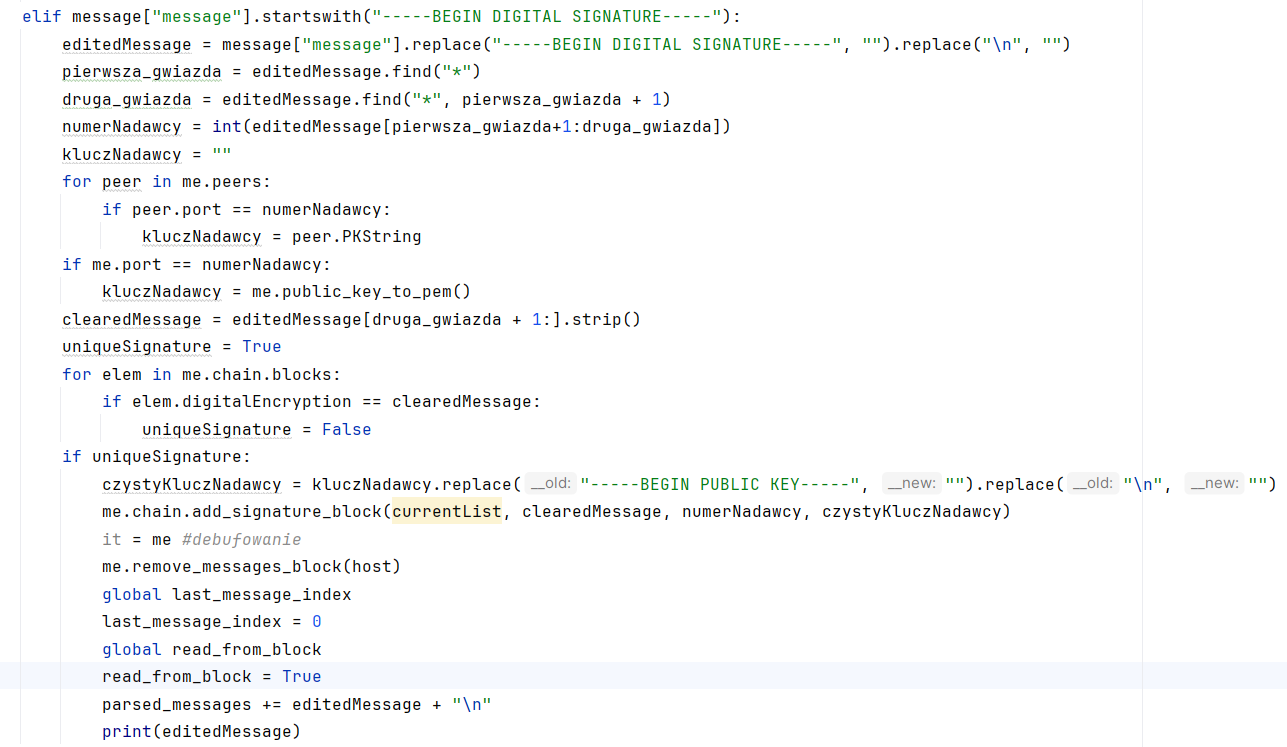 elif message["message"].startswith("-----BEGIN DIGITAL SIGNATURE-----"):
    editedMessage = message["message"].replace("-----BEGIN DIGITAL SIGNATURE-----", "").replace("\n", "")
    pierwsza_gwiazda = editedMessage.find("*")
    druga_gwiazda = editedMessage.find("*", pierwsza_gwiazda + 1)
    numerNadawcy = int(editedMessage[pierwsza_gwiazda+1:druga_gwiazda])
    kluczNadawcy = ""
    for peer in me.peers:
        if peer.port == numerNadawcy:
            kluczNadawcy = peer.PKString
    if me.port == numerNadawcy:
        kluczNadawcy = me.public_key_to_pem()
    clearedMessage = editedMessage[druga_gwiazda + 1:].strip()
    uniqueSignature = True
    for elem in me.chain.blocks:
        if elem.digitalEncryption == clearedMessage:
            uniqueSignature = False
    if uniqueSignature:
        czystyKluczNadawcy = kluczNadawcy.replace( __old: "-----BEGIN PUBLIC KEY-----", __new: "").replace( __old: "\n", __new: "")
        me.chain.add_signature_block(currentList, clearedMessage, numerNadawcy, czystyKluczNadawcy)
        it = me #debufowanie
        me.remove_messages_block(host)
        global last_message_index
        last_message_index = 0
        global read_from_block
        read_from_block = True
        parsed_messages += editedMessage + "\n"
        print(editedMessage)